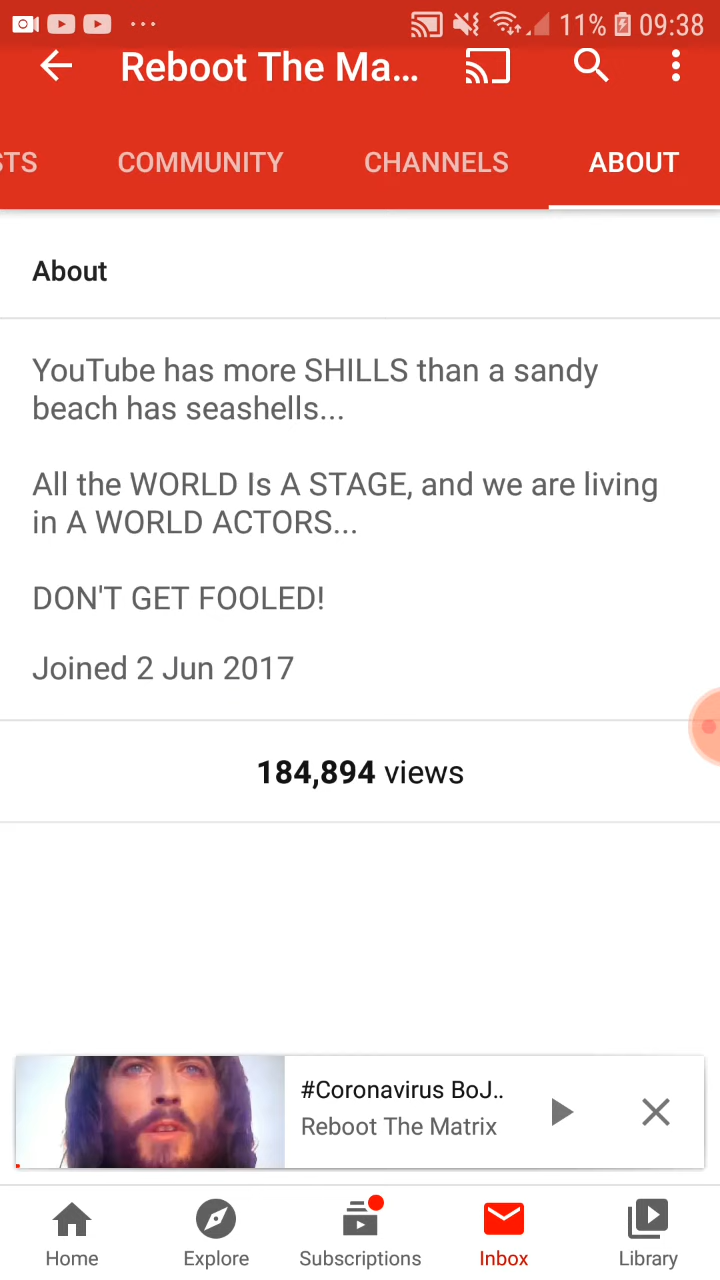 11% 09:38
Reboot The Ma...
STS COMMUNITY CHANNELS ABOUT
About
YouTube has more SHILLS than a sandy
beach has seashells...
All the WORLD Is A STAGE, and we are living
in A WORLD ACTORS...
DON'T GET FOOLED!
Joined 2 Jun 2017
184,894 views
#Coronavirus BoJ..
Reboot The Matrix
Home Explore Subscriptions Inbox Library